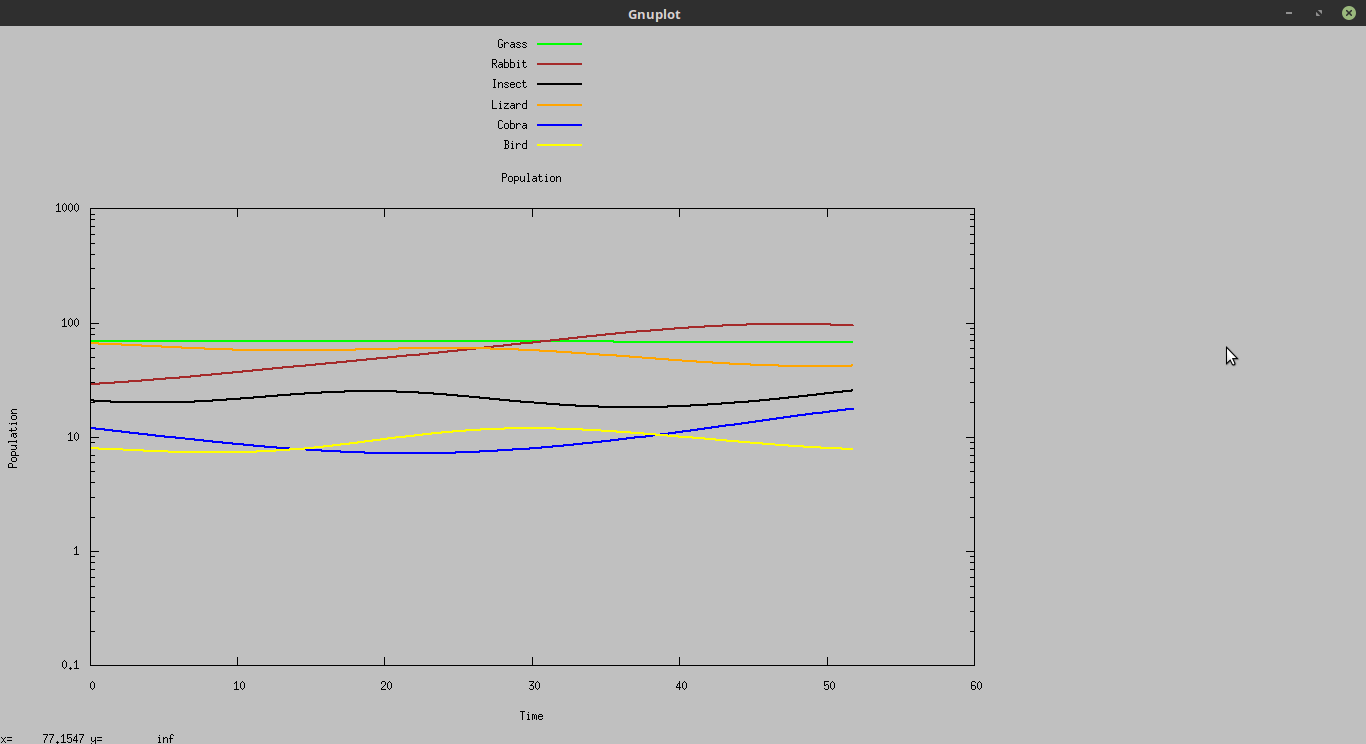 Gnuplot
Grass
Rabbit
Insect
Lizard
Cobra
Bird
Population
1000
100
10
1
0.1
Population
0 10 20 30 40 50 60
Time
x= 77.1547 y= inf